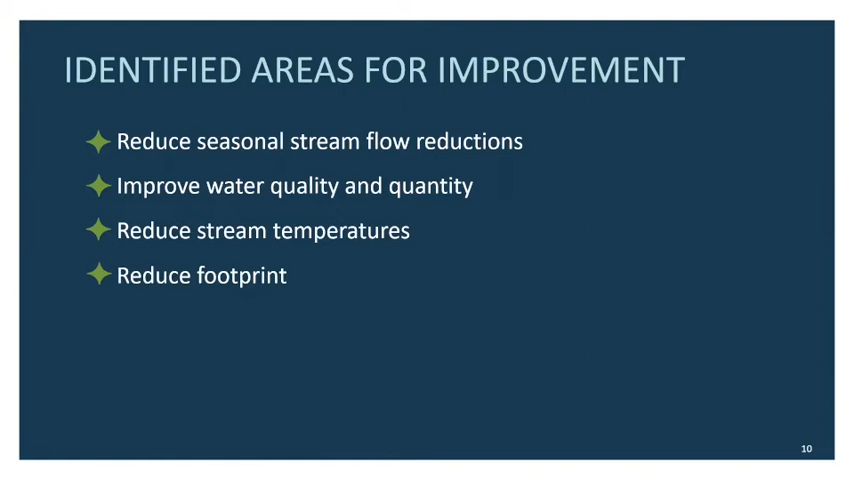 IDENTIFIED AREAS FOR IMPROVEMENT
Reduce seasonal stream flow reductions
Improve water quality and quantity
Reduce stream temperatures
Reduce footprint
10